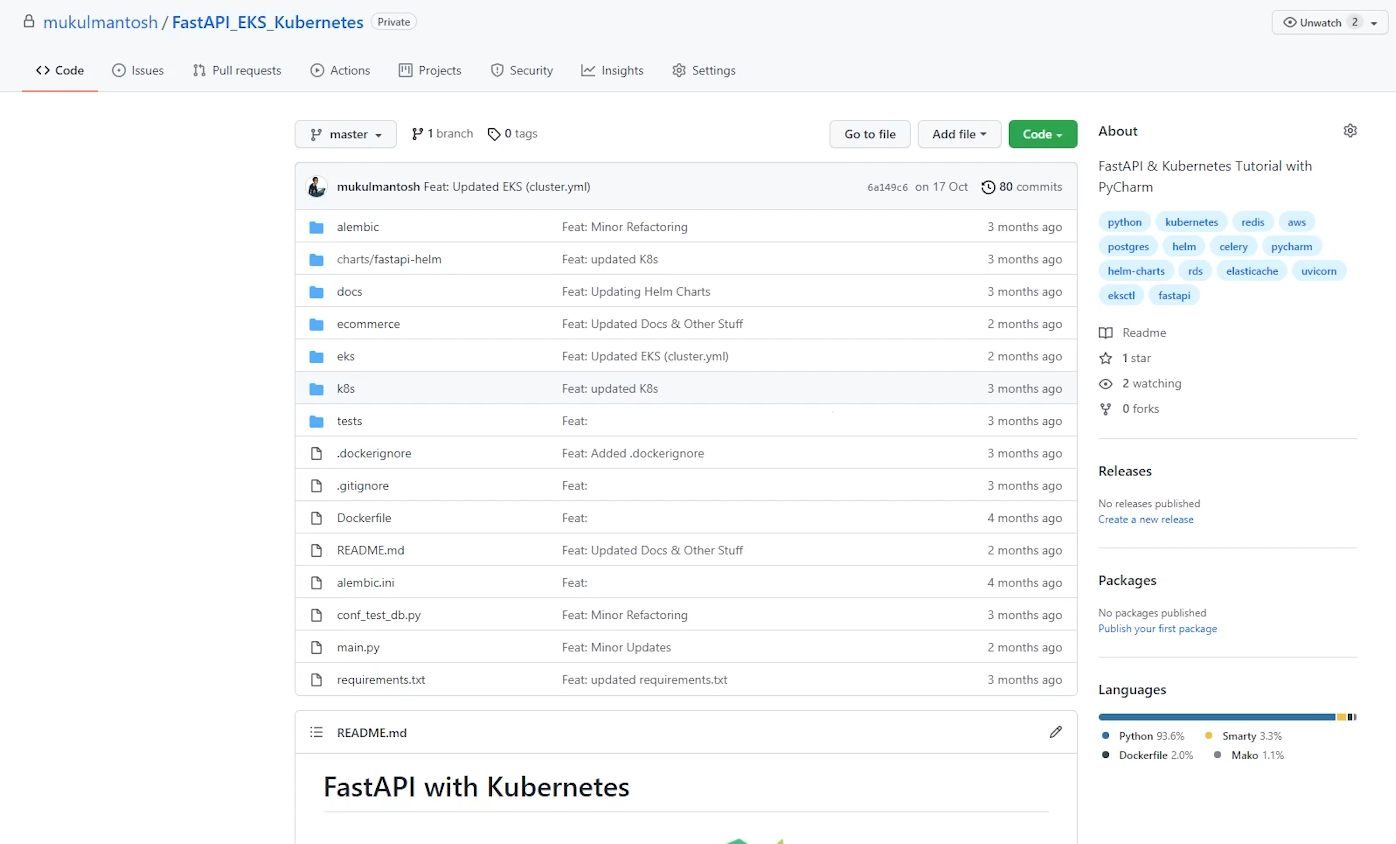 mukulmantosh / FastAPI_EKS_Kubernetes Private
Unwatch 2
Code Issues Pull requests Actions Projects Security Insights Settings
master 1 branch 0 tags Go to file Add file Code
mukulmantosh Feat: Updated EKS (cluster.yml) 6a149c6 on 17 Oct 80 commits
alembic Feat: Minor Refactoring 3 months ago
charts/fastapi-helm Feat: updated K8s 3 months ago
docs Feat: Updating Helm Charts 3 months ago
ecommerce Feat: Updated Docs & Other Stuff 2 months ago
eks Feat: Updated EKS (cluster.yml) 2 months ago
k8s Feat: updated K8s 3 months ago
tests Feat: 3 months ago
.dockerignore Feat: Added .dockerignore 3 months ago
.gitignore Feat: 3 months ago
Dockerfile Feat: 4 months ago
README.md Feat: Updated Docs & Other Stuff 2 months ago
alembic.ini Feat: 4 months ago
conf_test_db.py Feat: Minor Refactoring 3 months ago
main.py Feat: Minor Updates 2 months ago
requirements.txt Feat: updated requirements.txt 3 months ago
README.md
FastAPI with Kubernetes
About
FastAPI & Kubernetes Tutorial with
PyCharm
python kubernetes redis aws
postgres helm celery pycharm
helm-charts rds elasticache uvicorn
eksctl fastapi
Readme
1 star
2 watching
0 forks
Releases
No releases published
Create a new release
Packages
No packages published
Publish your first package
Languages
Python 93.6% Smarty 3.3%
Dockerfile 2.0% Mako 1.1%